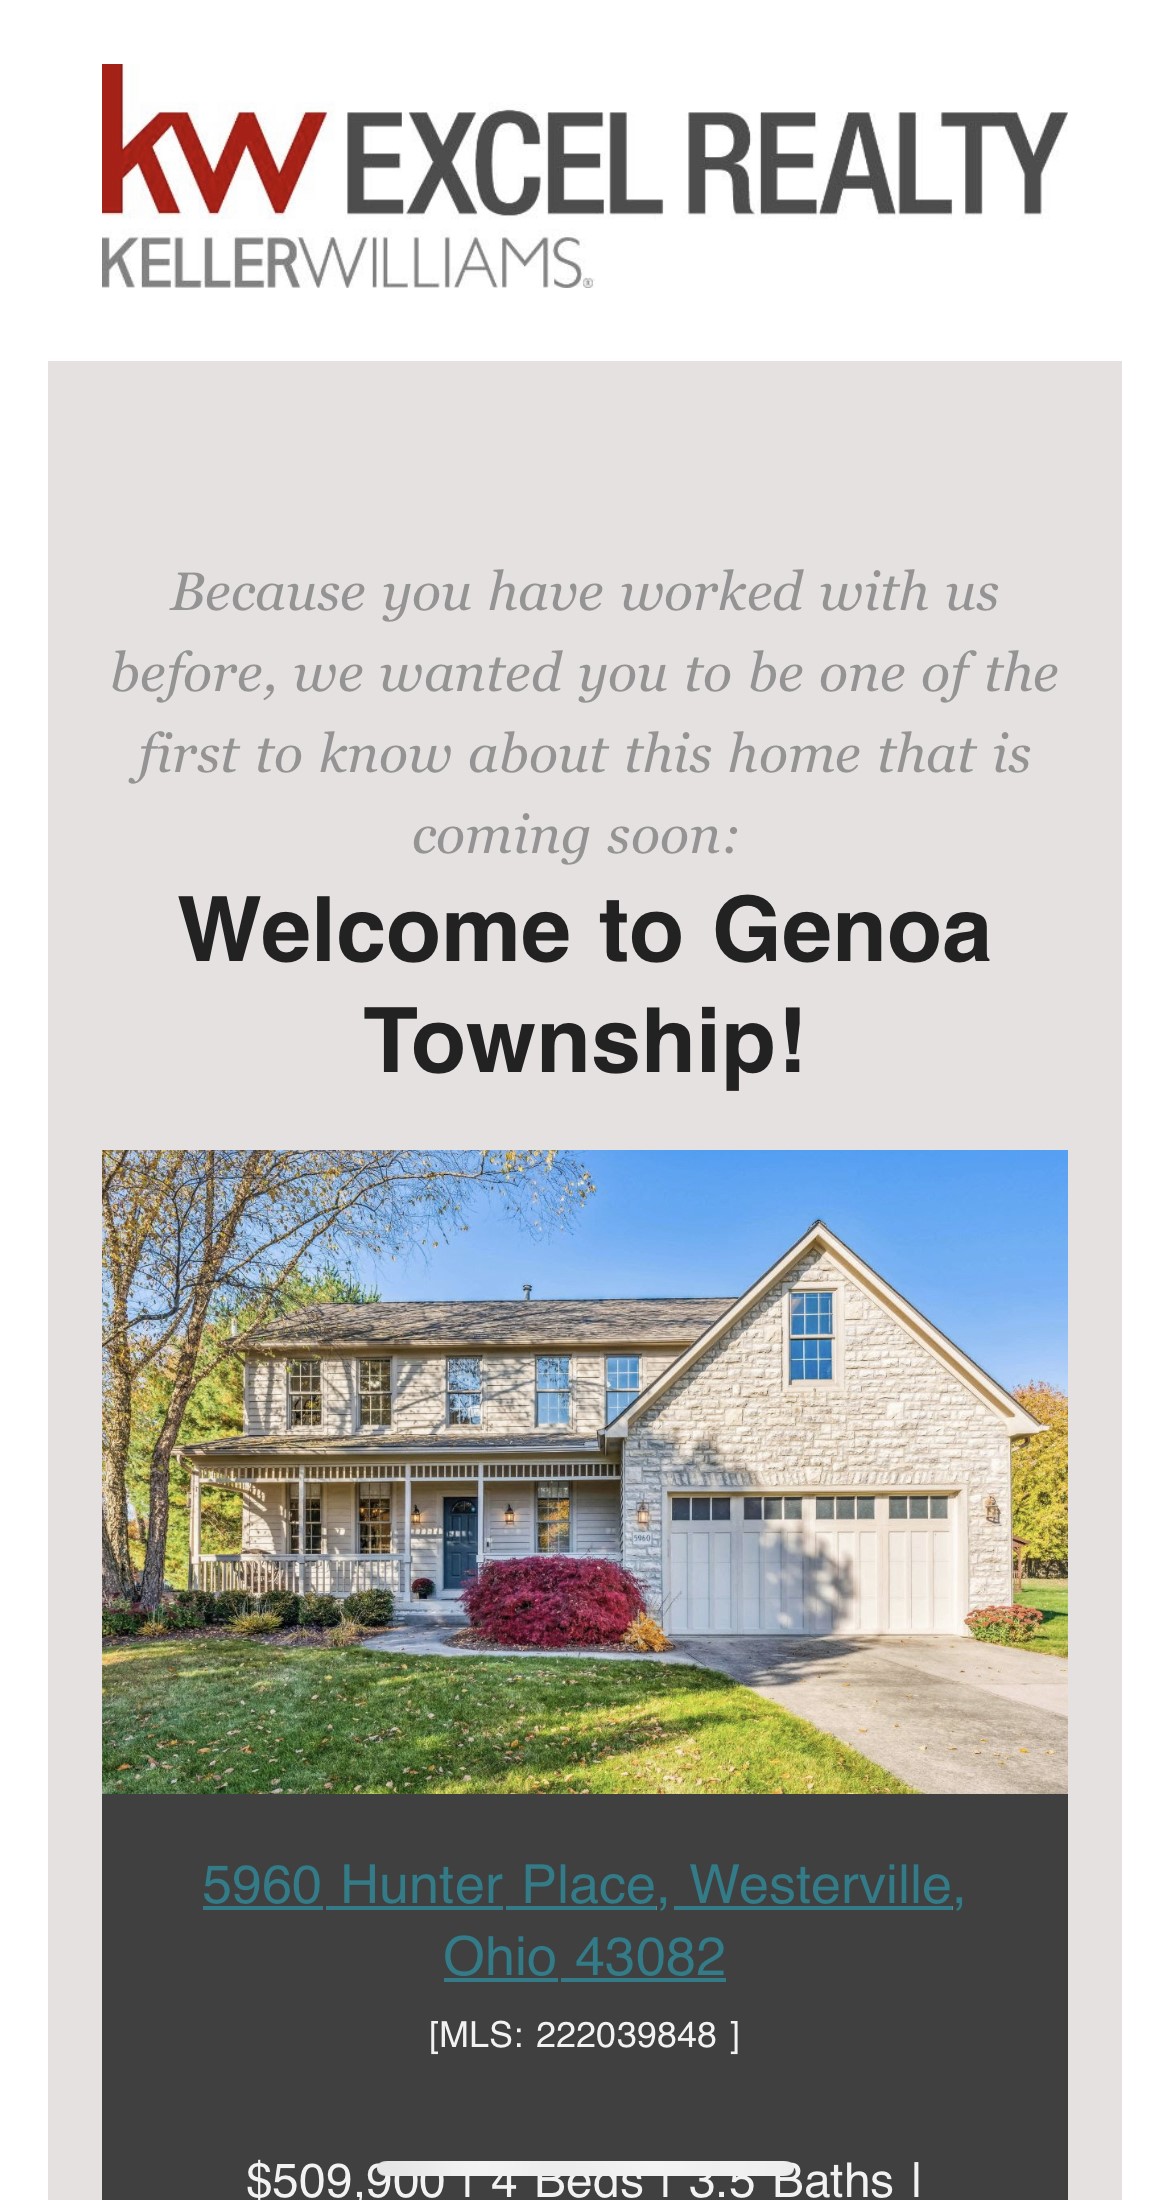 kw EXCEL REALTY
KELLERWILLIAMS®
Because you have worked with us
before, we wanted you to be one of the
first to know about this home that is
coming soon:
Welcome to Genoa
Township!
5960
5960 Hunter Place, Westerville,
Ohio 43082
[MLS: 222039848 ]
$509,900 | 4 Beds | 3.5 Baths |